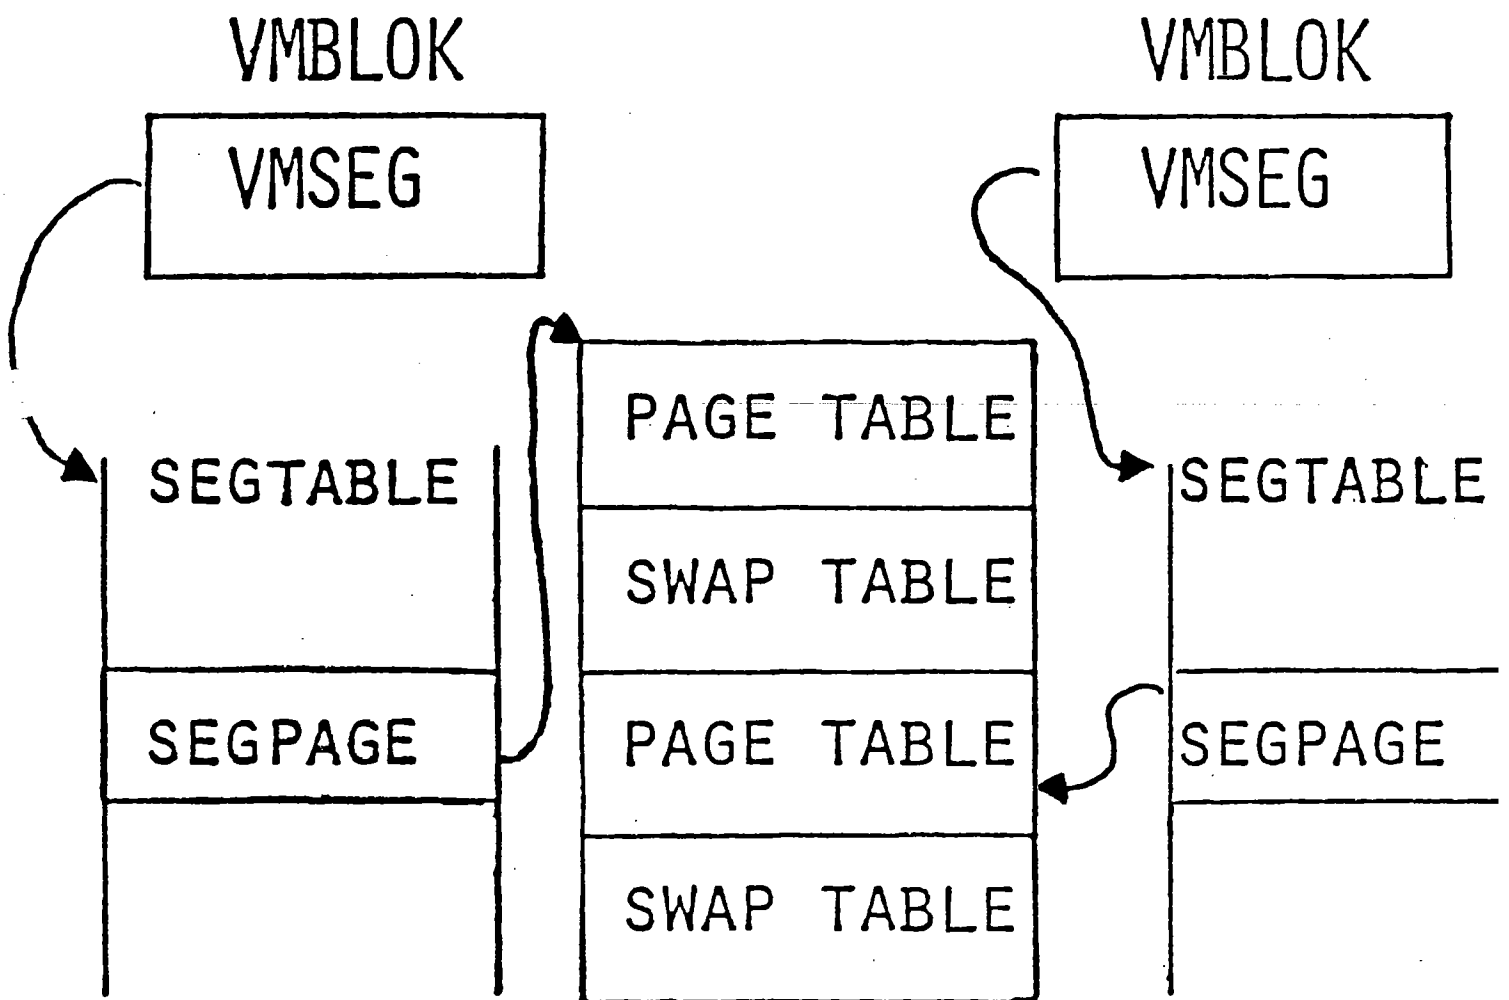 VMBLOK
VMSEG
SEGTABLE
SEGPAGE
PAGE TABLE
SWAP TABLE
PAGE TABLE
SWAP TABLE
VMBLOK
VMSEG
SEGTABLE
SEGPAGE